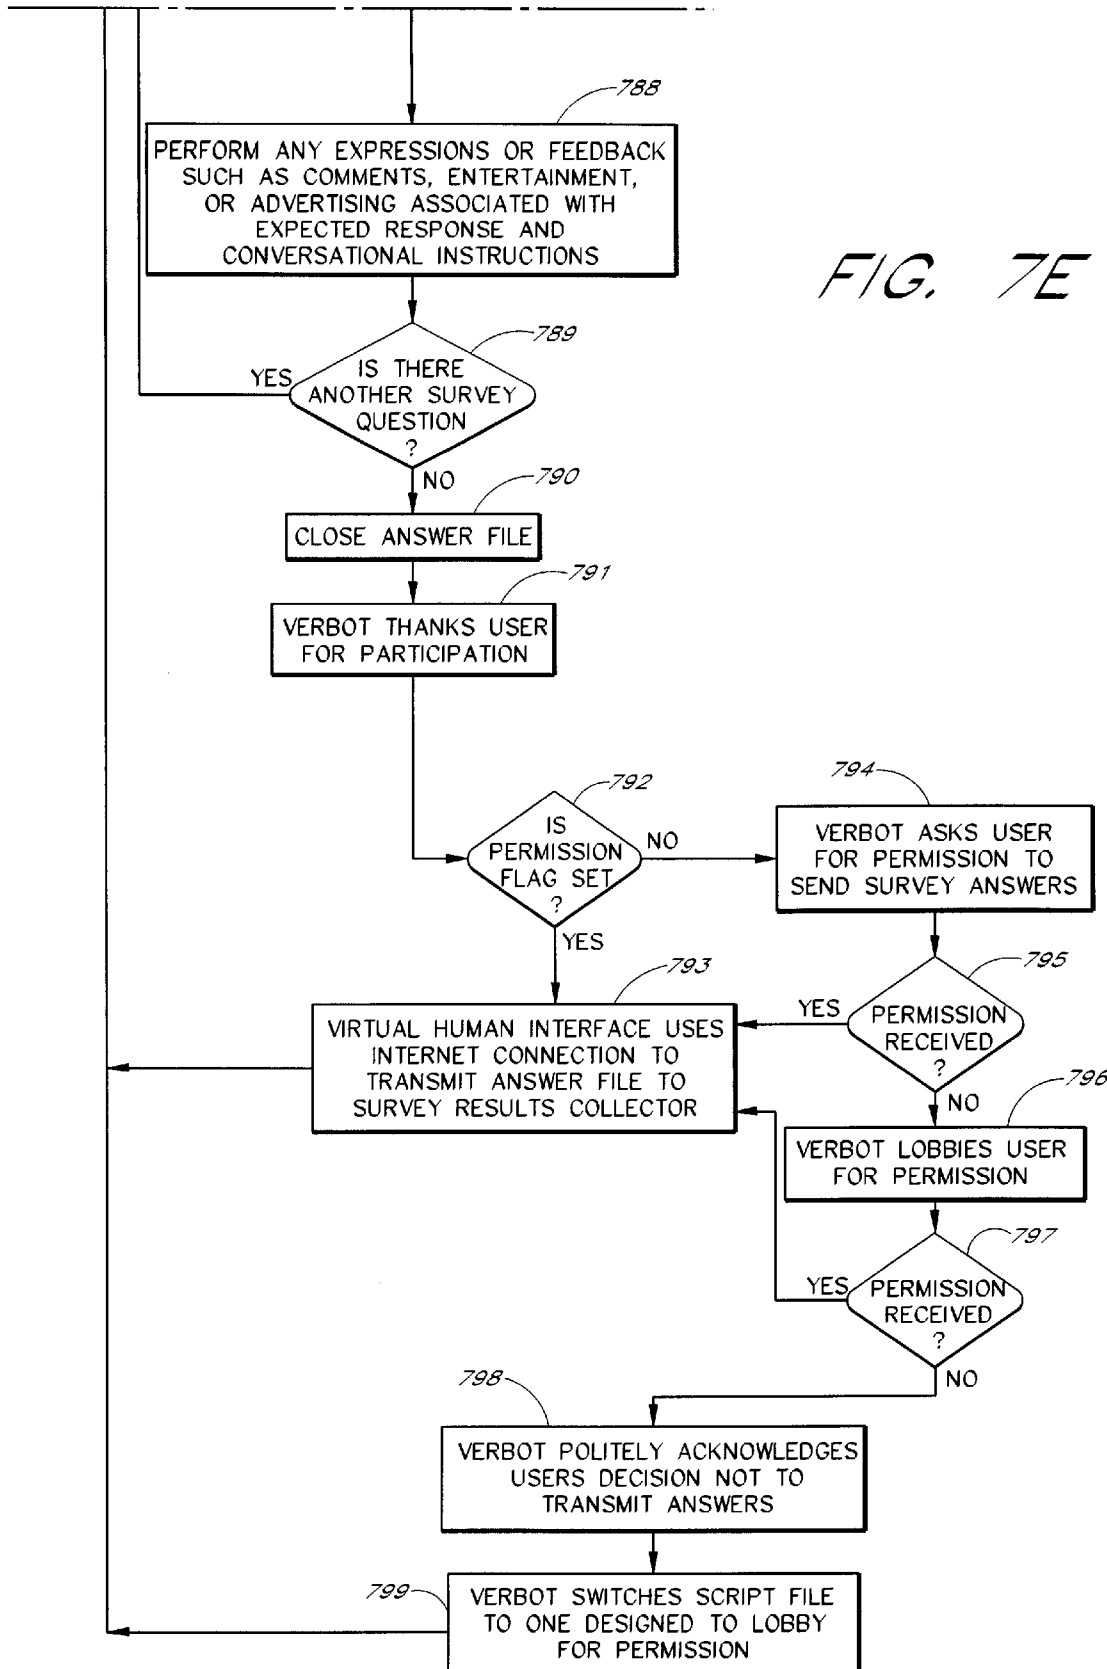 788
PERFORM ANY EXPRESSIONS OR FEEDBACK
SUCH AS COMMENTS, ENTERTAINMENT,
OR ADVERTISING ASSOCIATED WITH
EXPECTED RESPONSE AND
CONVERSATIONAL INSTRUCTIONS
FIG. 7E
789
YES
IS THERE
ANOTHER SURVEY
QUESTION
?
NO
790
CLOSE ANSWER FILE
791
VERBOT THANKS USER
FOR PARTICIPATION
792
IS
PERMISSION
FLAG SET
?
NO
YES
794
VERBOT ASKS USER
FOR PERMISSION TO
SEND SURVEY ANSWERS
793
VIRTUAL HUMAN INTERFACE USES
INTERNET CONNECTION TO
TRANSMIT ANSWER FILE TO
SURVEY RESULTS COLLECTOR
795
YES
PERMISSION
RECEIVED
?
NO
796
VERBOT LOBBIES USER
FOR PERMISSION
797
YES
PERMISSION
RECEIVED
?
NO
798
VERBOT POLITELY ACKNOWLEDGES
USERS DECISION NOT TO
TRANSMIT ANSWERS
799
VERBOT SWITCHES SCRIPT FILE
TO ONE DESIGNED TO LOBBY
FOR PERMISSION